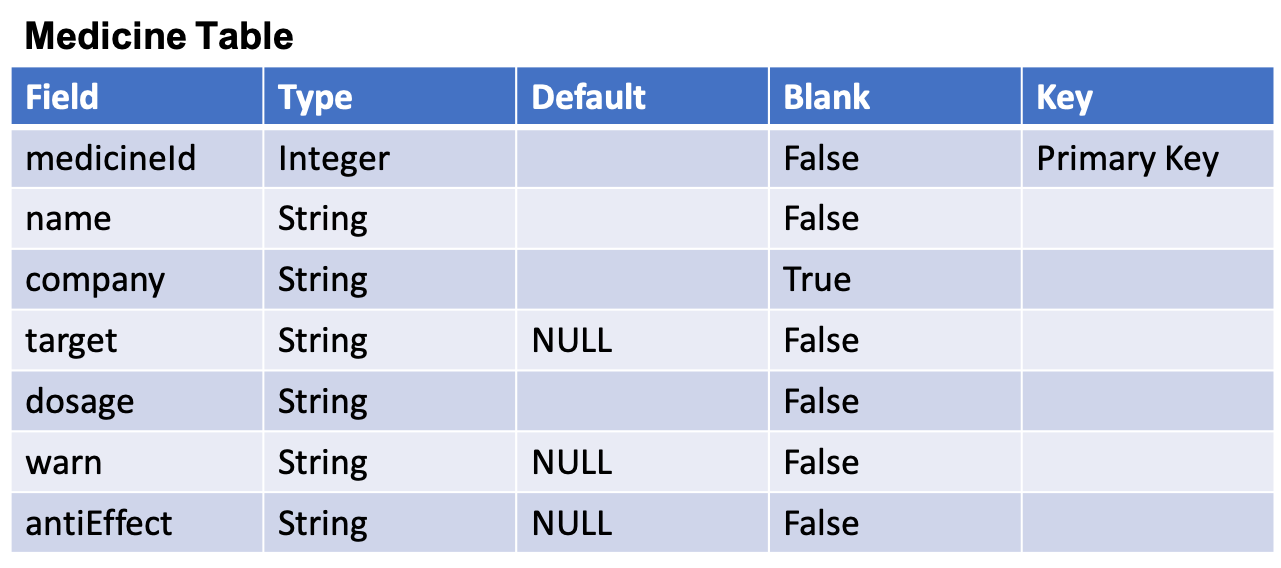 Medicine Table
Field Type Default Blank Key
medicineId Integer False Primary Key
name String False
company String True
target String NULL False
dosage String False
warn String NULL False
antiEffect String NULL False